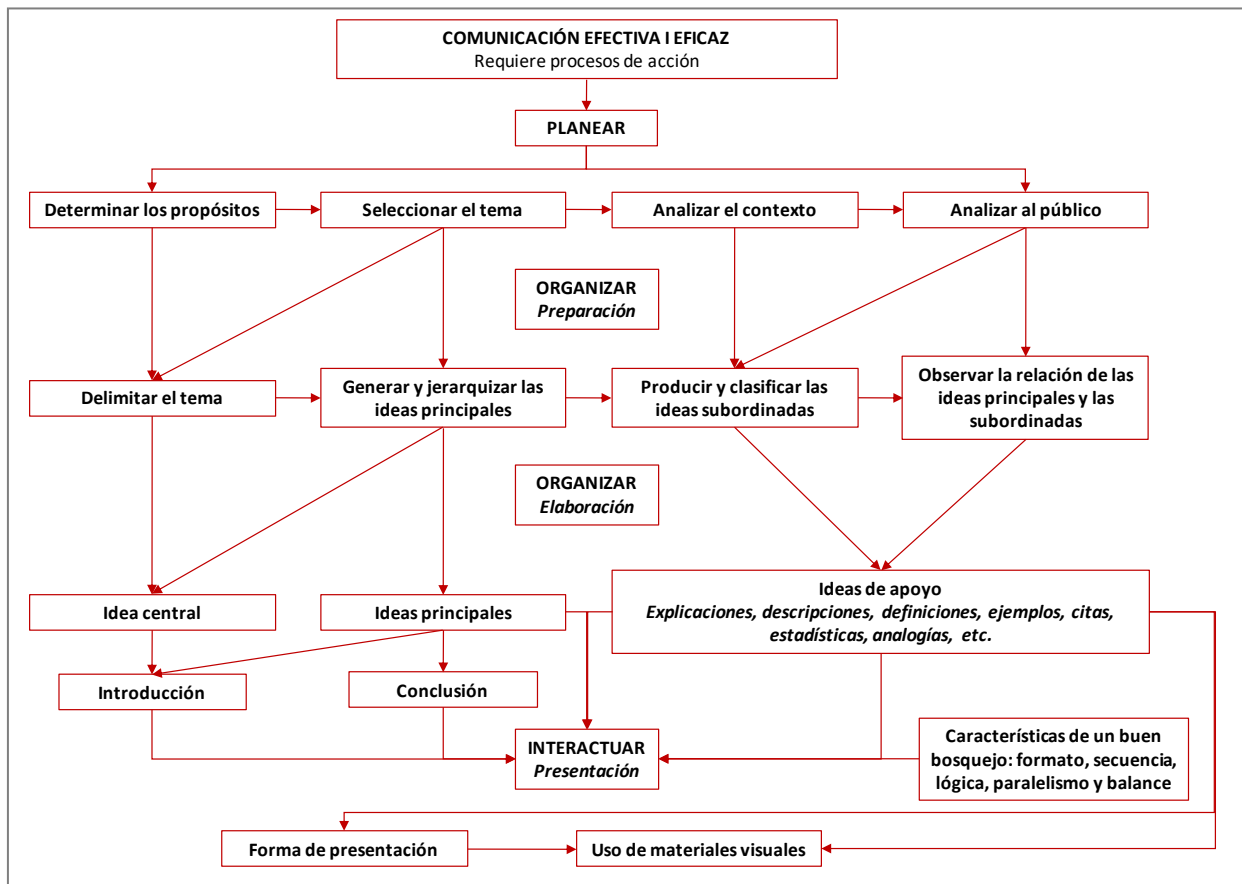 COMUNICACIÓN EFECTIVA I EFICAZ
Requiere procesos de acción
PLANEAR
Determinar los propósitos
Seleccionar el tema
Analizar el contexto
Analizar al público
ORGANIZAR
Preparación
Delimitar el tema
Generar y jerarquizar las
ideas principales
Producir y clasificar las
ideas subordinadas
Observar la relación de las
ideas principales y las
subordinadas
ORGANIZAR
Elaboración
Idea central
Ideas principales
Ideas de apoyo
Explicaciones, descripciones, definiciones, ejemplos, citas,
estadísticas, analogías, etc.
Introducción
Conclusión
INTERACTUAR
Presentación
Características de un buen
bosquejo: formato, secuencia,
lógica, paralelismo y balance
Forma de presentación
Uso de materiales visuales